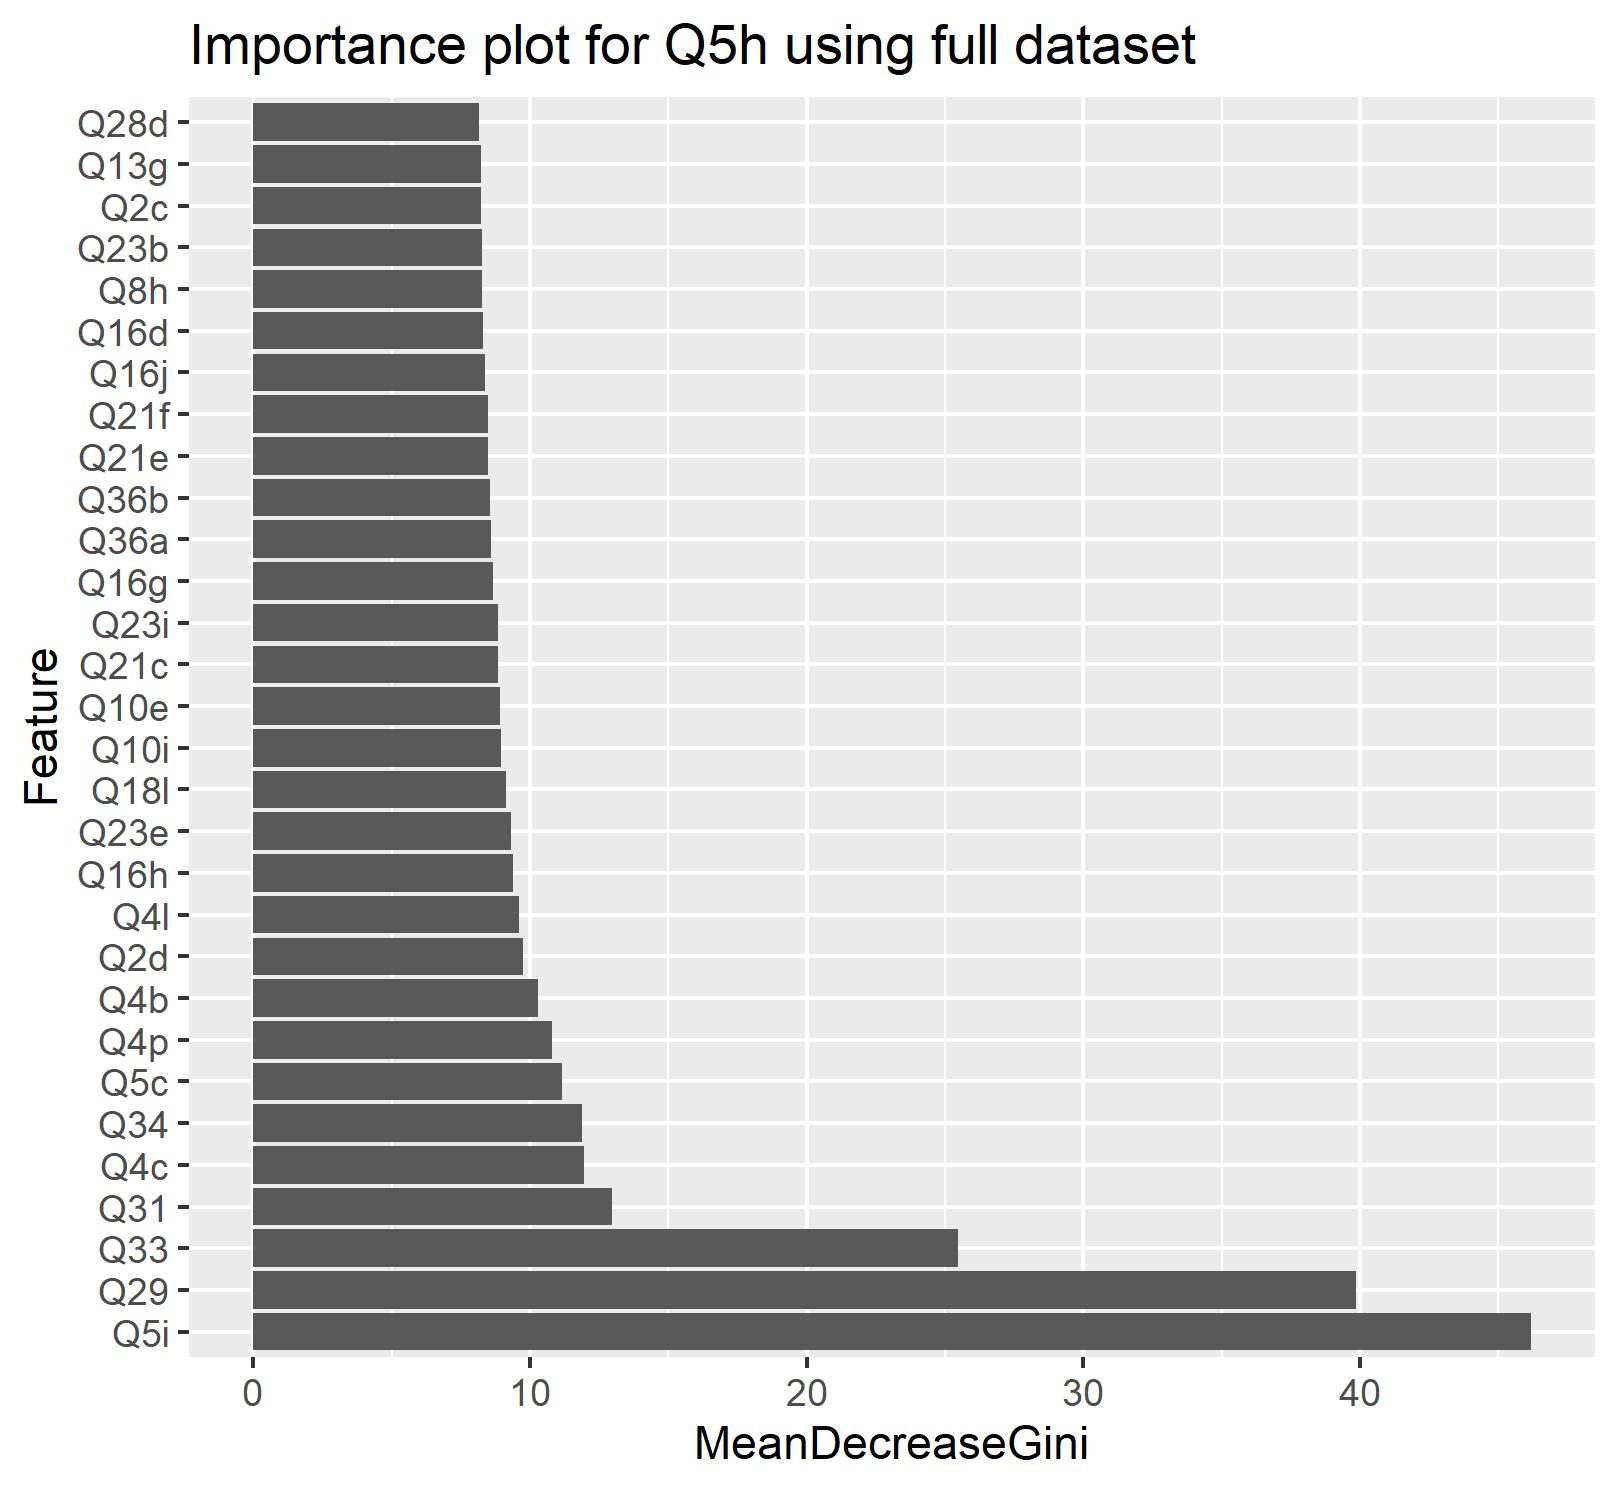 Importance plot for Q5h using full dataset
Q28d
Q13g
Q2c
Q23b
Q8h
Q16d
Q16j
Q21f
Q21e
Q36b
Q36a
Q16g
Q23i
Q21c
Q10e
Q10i
Q18l
Q23e
Q16h
Q4l
Q2d
Q4b
Q4p
Q5c
Q34
Q4c
Q31
Q33
Q29
Q5i
Feature
0 10 20 30 40
MeanDecreaseGini